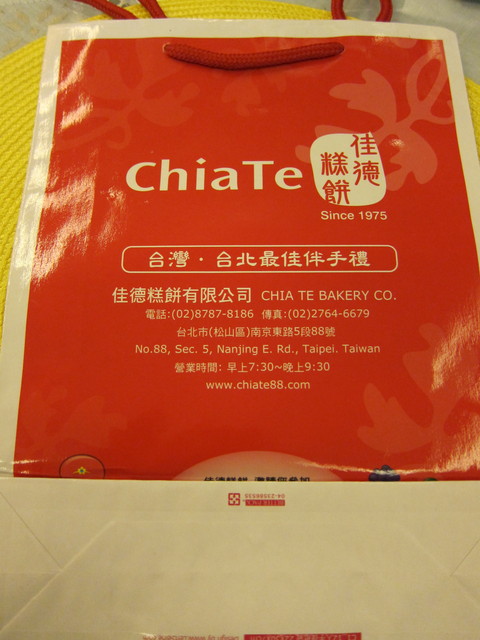 ChiaTe 佳德糕餅
Since 1975
台灣・台北最佳伴手禮
佳德糕餅有限公司 CHIA TE BAKERY CO.
電話:(02)8787-8186 傳真:(02)2764-6679
台北市(松山區)南京東路5段88號
No.88, Sec. 5, Nanjing E. Rd., Taipei. Taiwan
營業時間: 早上7:30~晚上9:30
www.chiate88.com